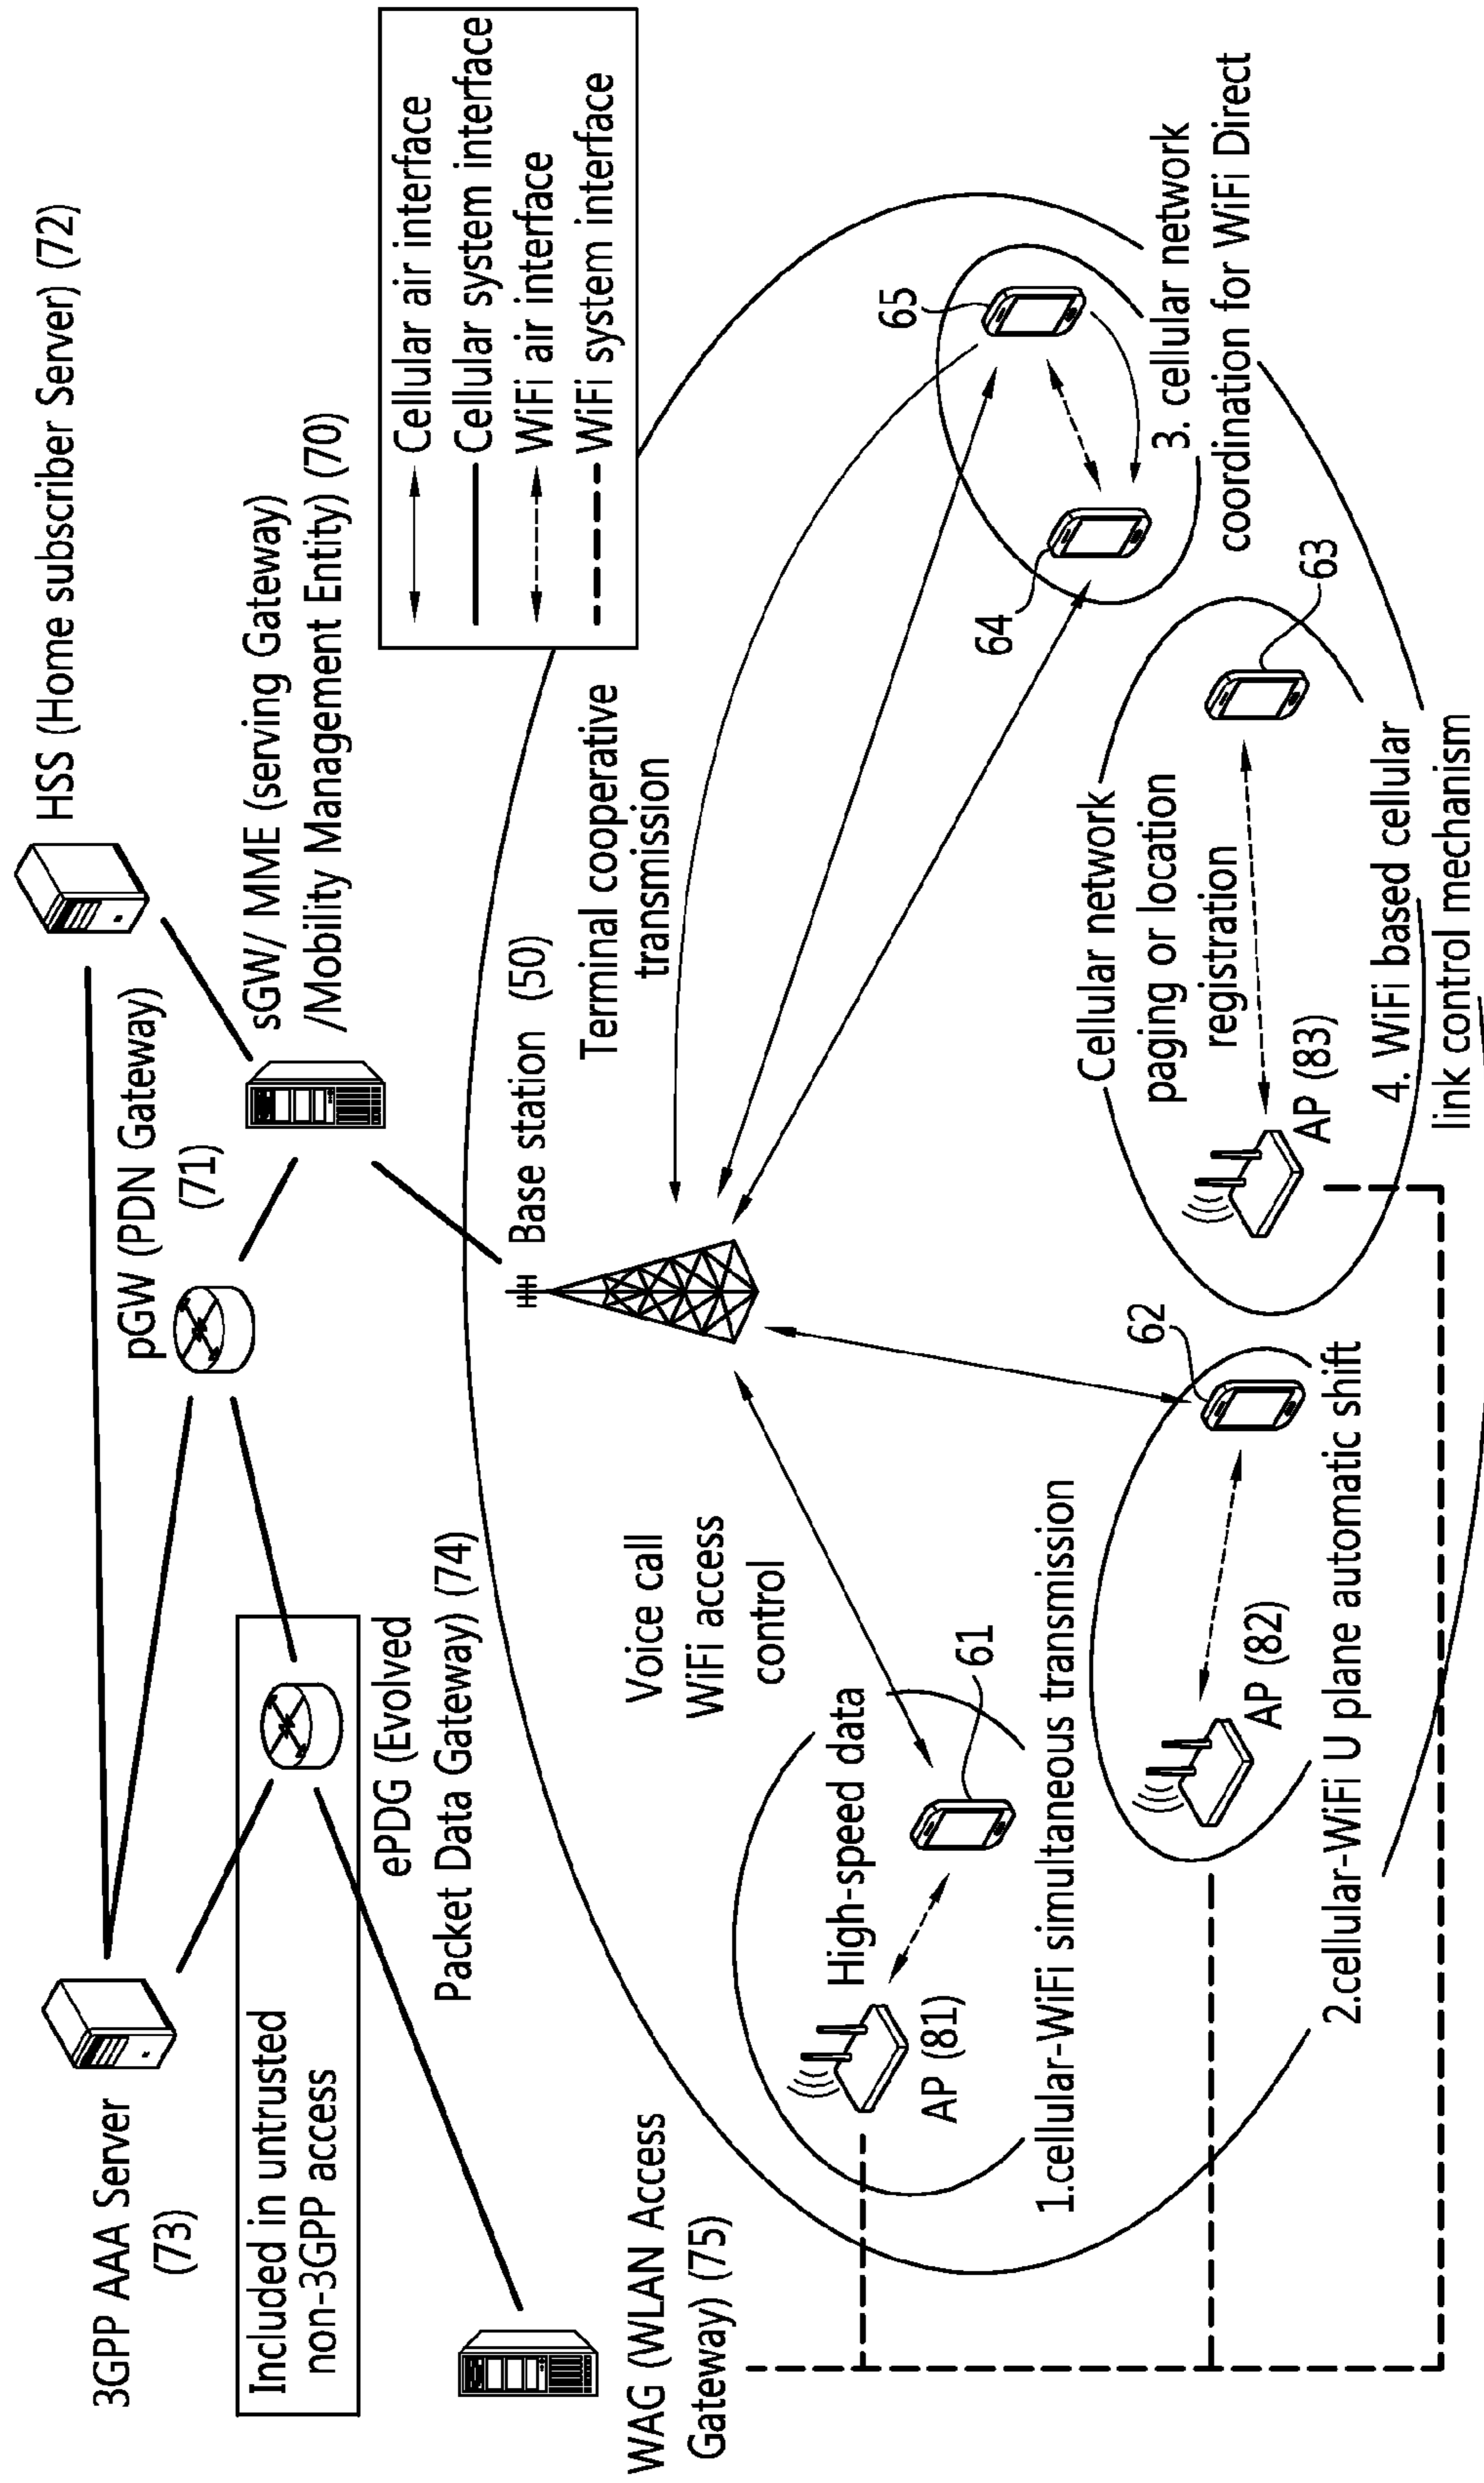 HSS (Home subscriber Server) (72)
3GPP AAA Server
(73)
pGW (PDN Gateway)
(71)
sGW/ MME (serving Gateway)
/Mobility Management Entity) (70)
Included in untrusted
non-3GPP access
ePDG (Evolved
Packet Data Gateway) (74)
Cellular air interface
Cellular system interface
WiFi air interface
WiFi system interface
WAG (WLAN Access
Gateway) (75)
Base station (50)
Terminal cooperative
transmission
Voice call
WiFi access
control
High-speed data
61
AP (81)
1.cellular-WiFi simultaneous transmission
62
AP (82)
2.cellular-WiFi U plane automatic shift
65
64
3. cellular network
coordination for WiFi Direct
Cellular network
paging or location
registration
63
AP (83)
4. WiFi based cellular
link control mechanism